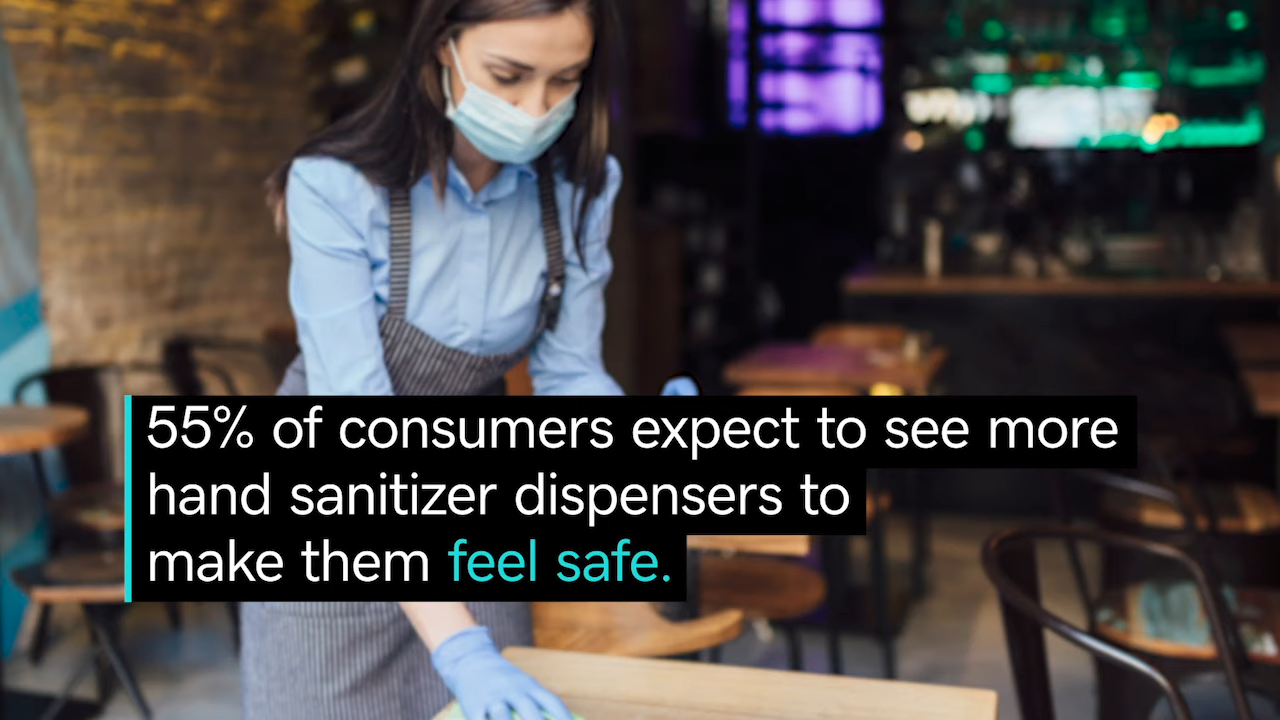 55% of consumers expect to see more
hand sanitizer dispensers to
make them feel safe.